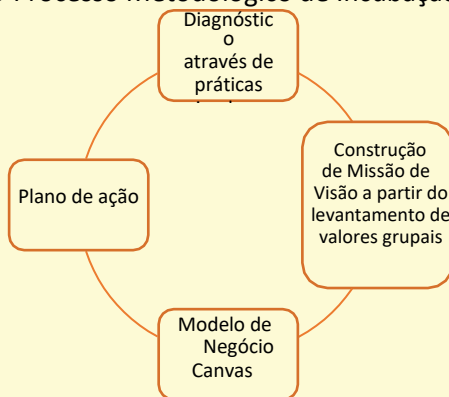 Processo metodológico de incubação
Diagnóstic
o
através de
práticas
Construção
de Missão de
Visão a partir do
levantamento de
valores grupais
Modelo de
Negócio
Canvas
Plano de ação